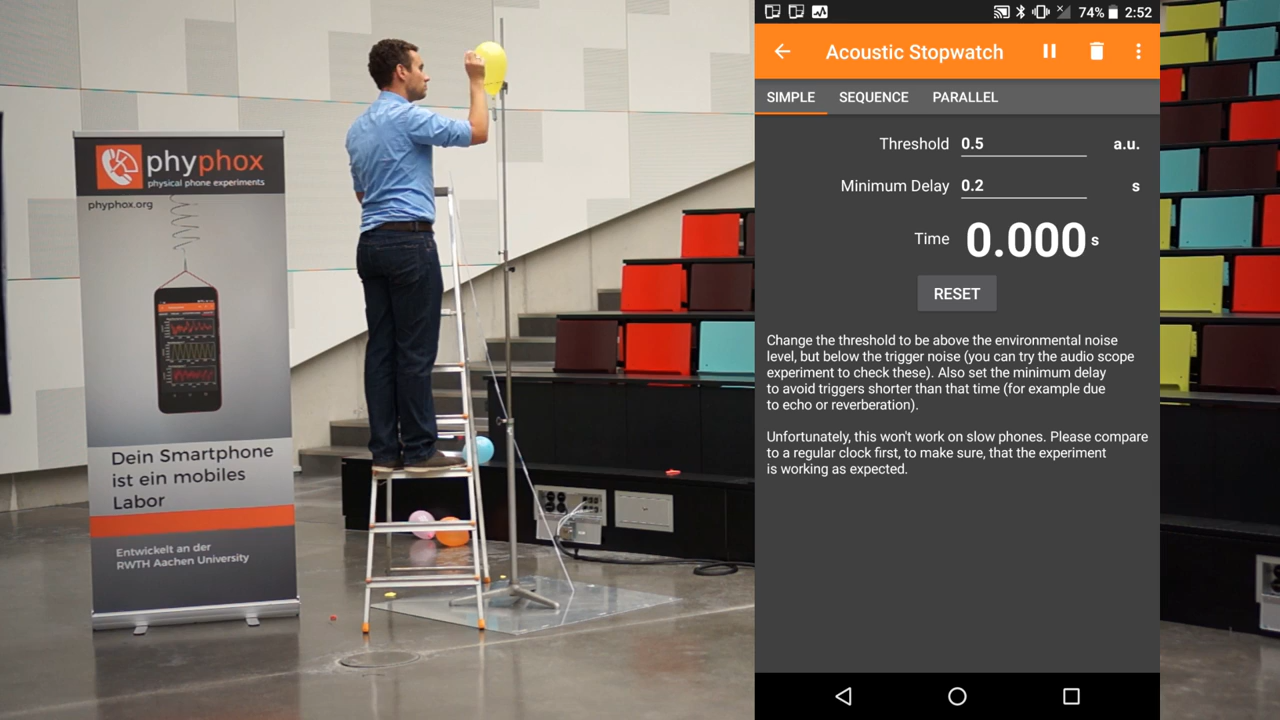 phyphox
physical phone experiments
phyphox.org
Dein Smartphone
ist ein mobiles
Labor
Entwickelt an der
RWTH Aachen University
74% 2:52
Acoustic Stopwatch
SIMPLE SEQUENCE PARALLEL
Threshold 0.5 a.u.
Minimum Delay 0.2 s
Time 0.000 s
RESET
Change the threshold to be above the environmental noise
level, but below the trigger noise (you can try the audio scope
experiment to check these). Also set the minimum delay
to avoid triggers shorter than that time (for example due
to echo or reverberation).
Unfortunately, this won't work on slow phones. Please compare
to a regular clock first, to make sure, that the experiment
is working as expected.